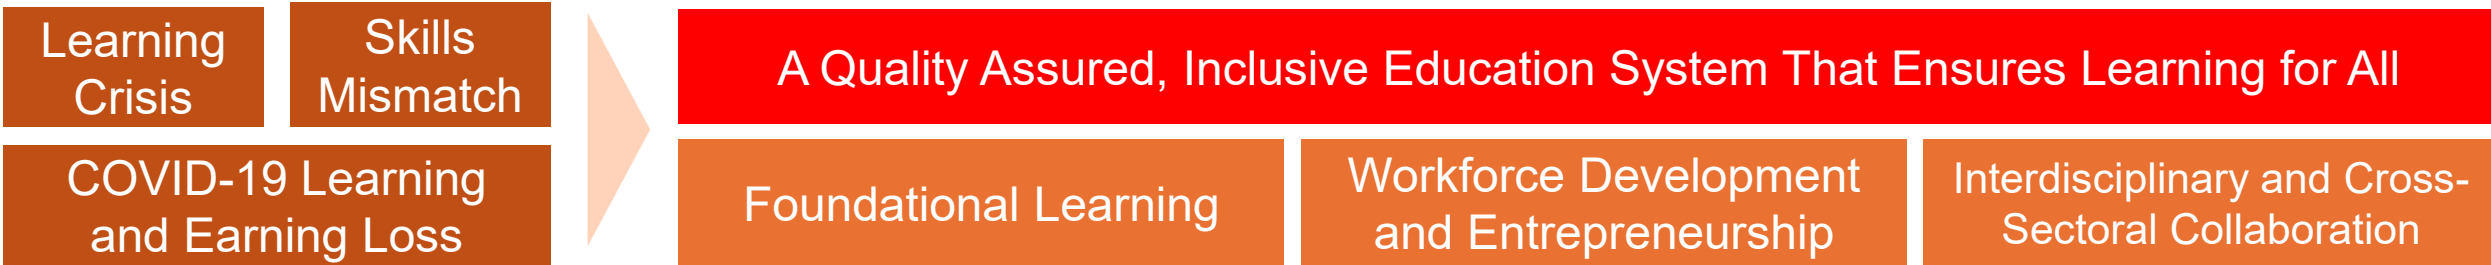 Learning
Crisis
Skills
Mismatch
COVID-19 Learning
and Earning Loss
A Quality Assured, Inclusive Education System That Ensures Learning for All
Foundational Learning
Workforce Development
and Entrepreneurship
Interdisciplinary and Cross-
Sectoral Collaboration